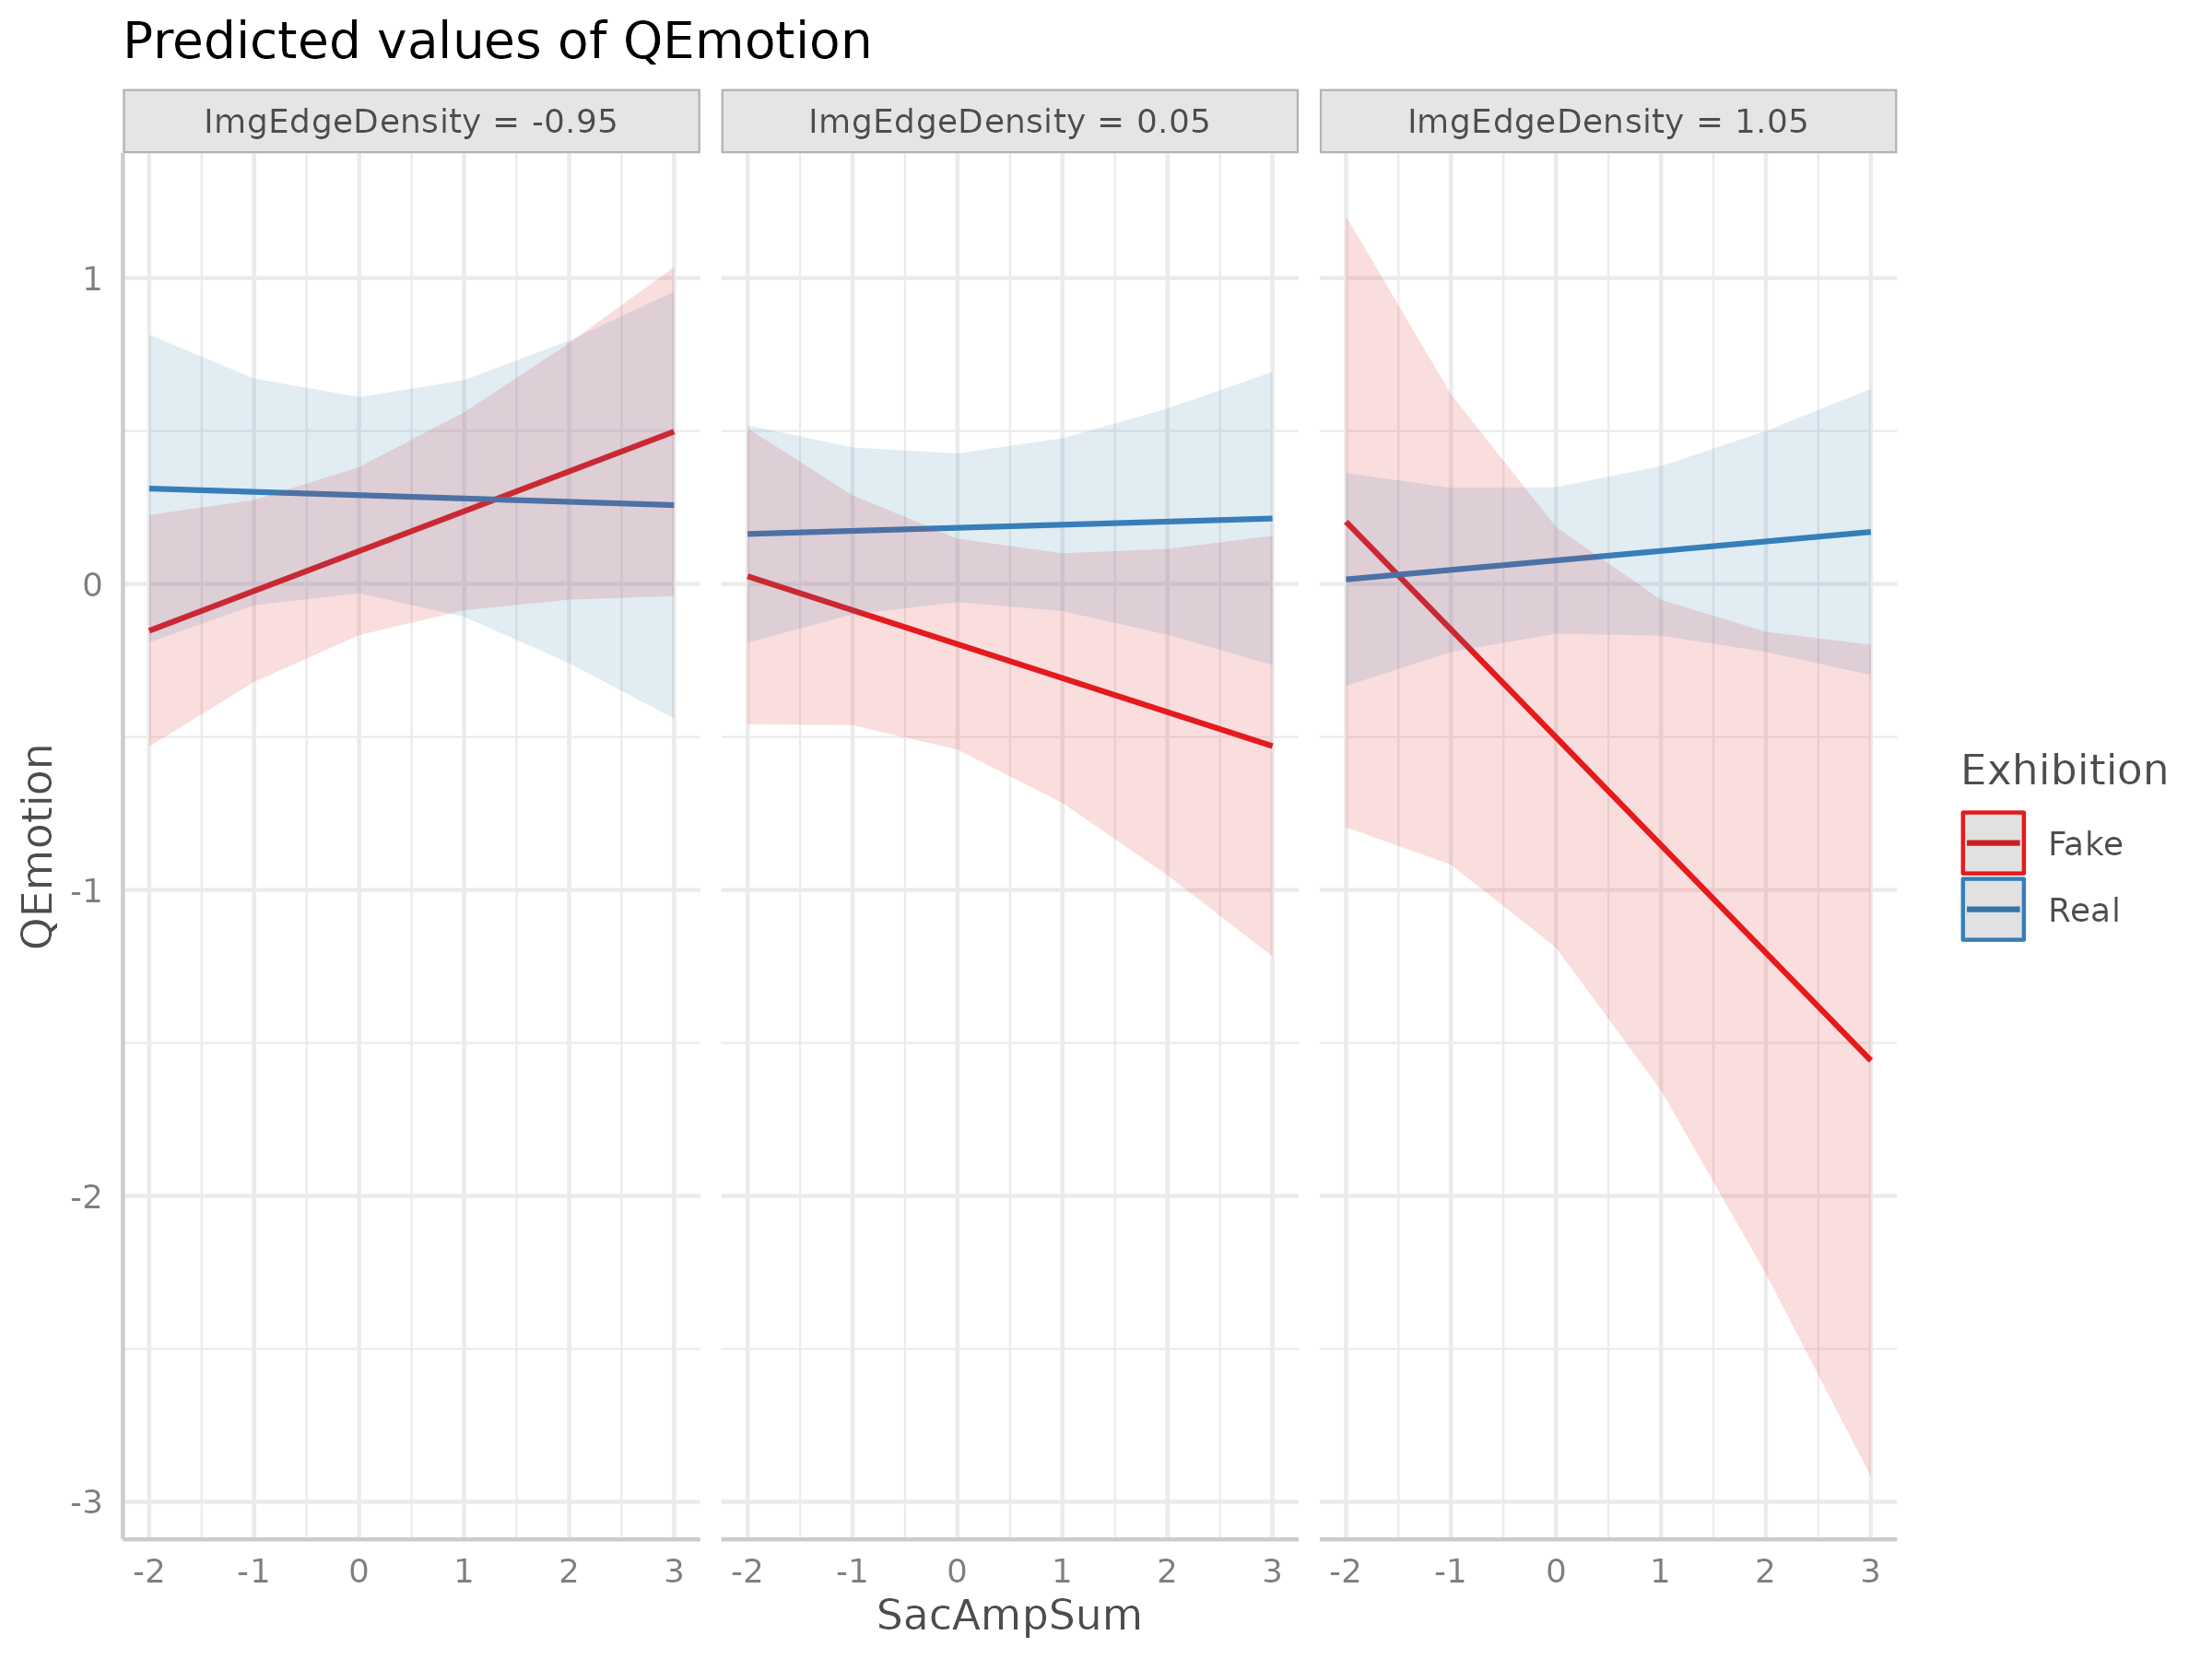 Predicted values of QEmotion
ImgEdgeDensity = -0.95
ImgEdgeDensity = 0.05
ImgEdgeDensity = 1.05
QEmotion
1
0
-1
-2
-3
-2 -1 0 1 2 3
-2 -1 0 1 2 3
-2 -1 0 1 2 3
SacAmpSum
Exhibition
Fake
Real